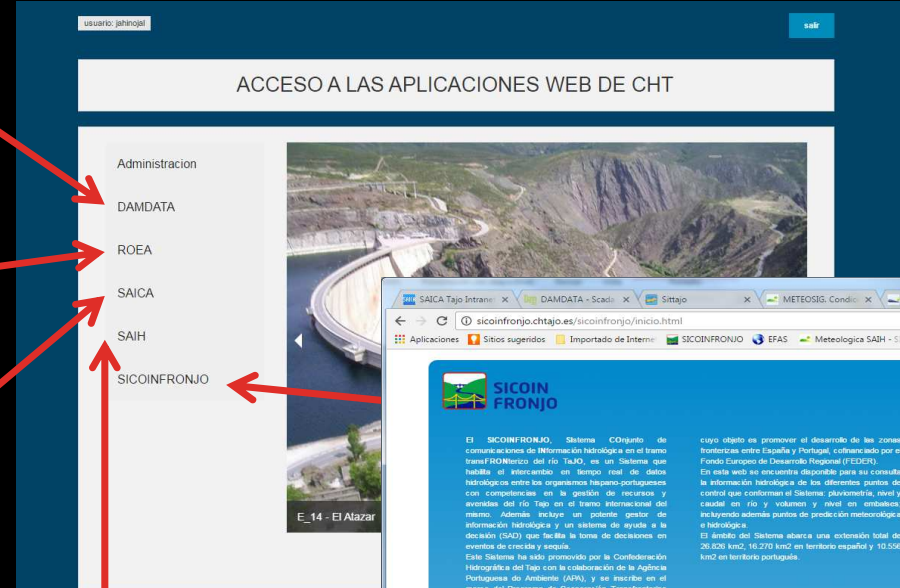 usuario: jahinojal
salir
ACCESO A LAS APLICACIONES WEB DE CHT
Administracion
DAMDATA
ROEA
SAICA
SAIH
SICOINFRONJO
E_14 - El Atazar
SAICA Tajo Intrane
DAMDATA - Scada
Sittajo
METEOSIG. Condici
sicoinfronjo.chtajo.es/sicoinfronjo/inicio.html
Aplicaciones
Sitios sugeridos
Importado de Interne
SICOINFRONJO
EFAS
Meteologica SAIH - S
SICOIN
FRONJO
El SICOINFRONJO, SIstema COnjunto de
comunicaciones de INformación hidrológica en el tramo
transFRONterizo del río TaJO, es un Sistema que
habilita el intercambio en tiempo real de datos
hidrológicos entre los organismos hispano-portugueses
con competencias en la gestión de recursos y
avenidas del río Tajo en el tramo internacional del
mismo. Además incluye un potente gestor de
información hidrológica y un sistema de ayuda a la
decisión (SAD) que facilita la toma de decisiones en
eventos de crecida y sequía.
Este Sistema ha sido promovido por la Confederación
Hidrográfica del Tajo con la colaboración de la Agência
Portuguesa do Ambiente (APA), y se inscribe en el
marco del Programa de Cooperación Transfronteriza
cuyo objeto es promover el desarrollo de las zonas
fronterizas entre España y Portugal, cofinanciado por e
Fondo Europeo de Desarrollo Regional (FEDER).
En esta web se encuentra disponible para su consulta
la información hidrológica de los diferentes puntos de
control que conforman el Sistema: pluviometría, nivel y
caudal en río y volumen y nivel en embalses,
incluyendo además puntos de predicción meteorológica
e hidrológica.
El ámbito del Sistema abarca una extensión total de
26.826 km2, 16.270 km2 en territorio español y 10.556
km2 en territorio portugués.